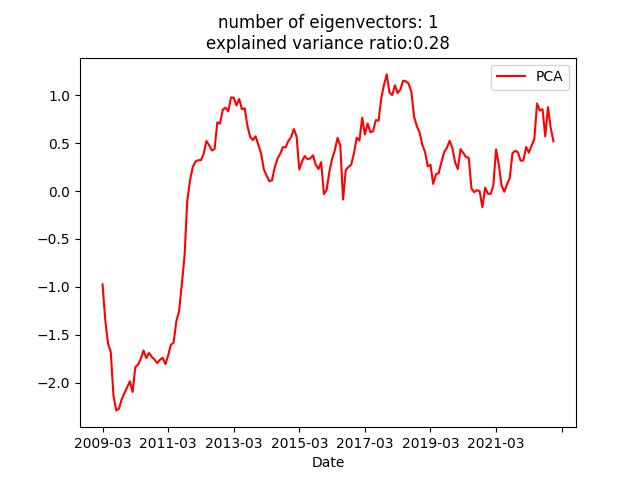 number of eigenvectors: 1
explained variance ratio:0.28
PCA
1.0
0.5
0.0
−0.5
−1.0
−1.5
−2.0
2009-03 2011-03 2013-03 2015-03 2017-03 2019-03 2021-03
Date